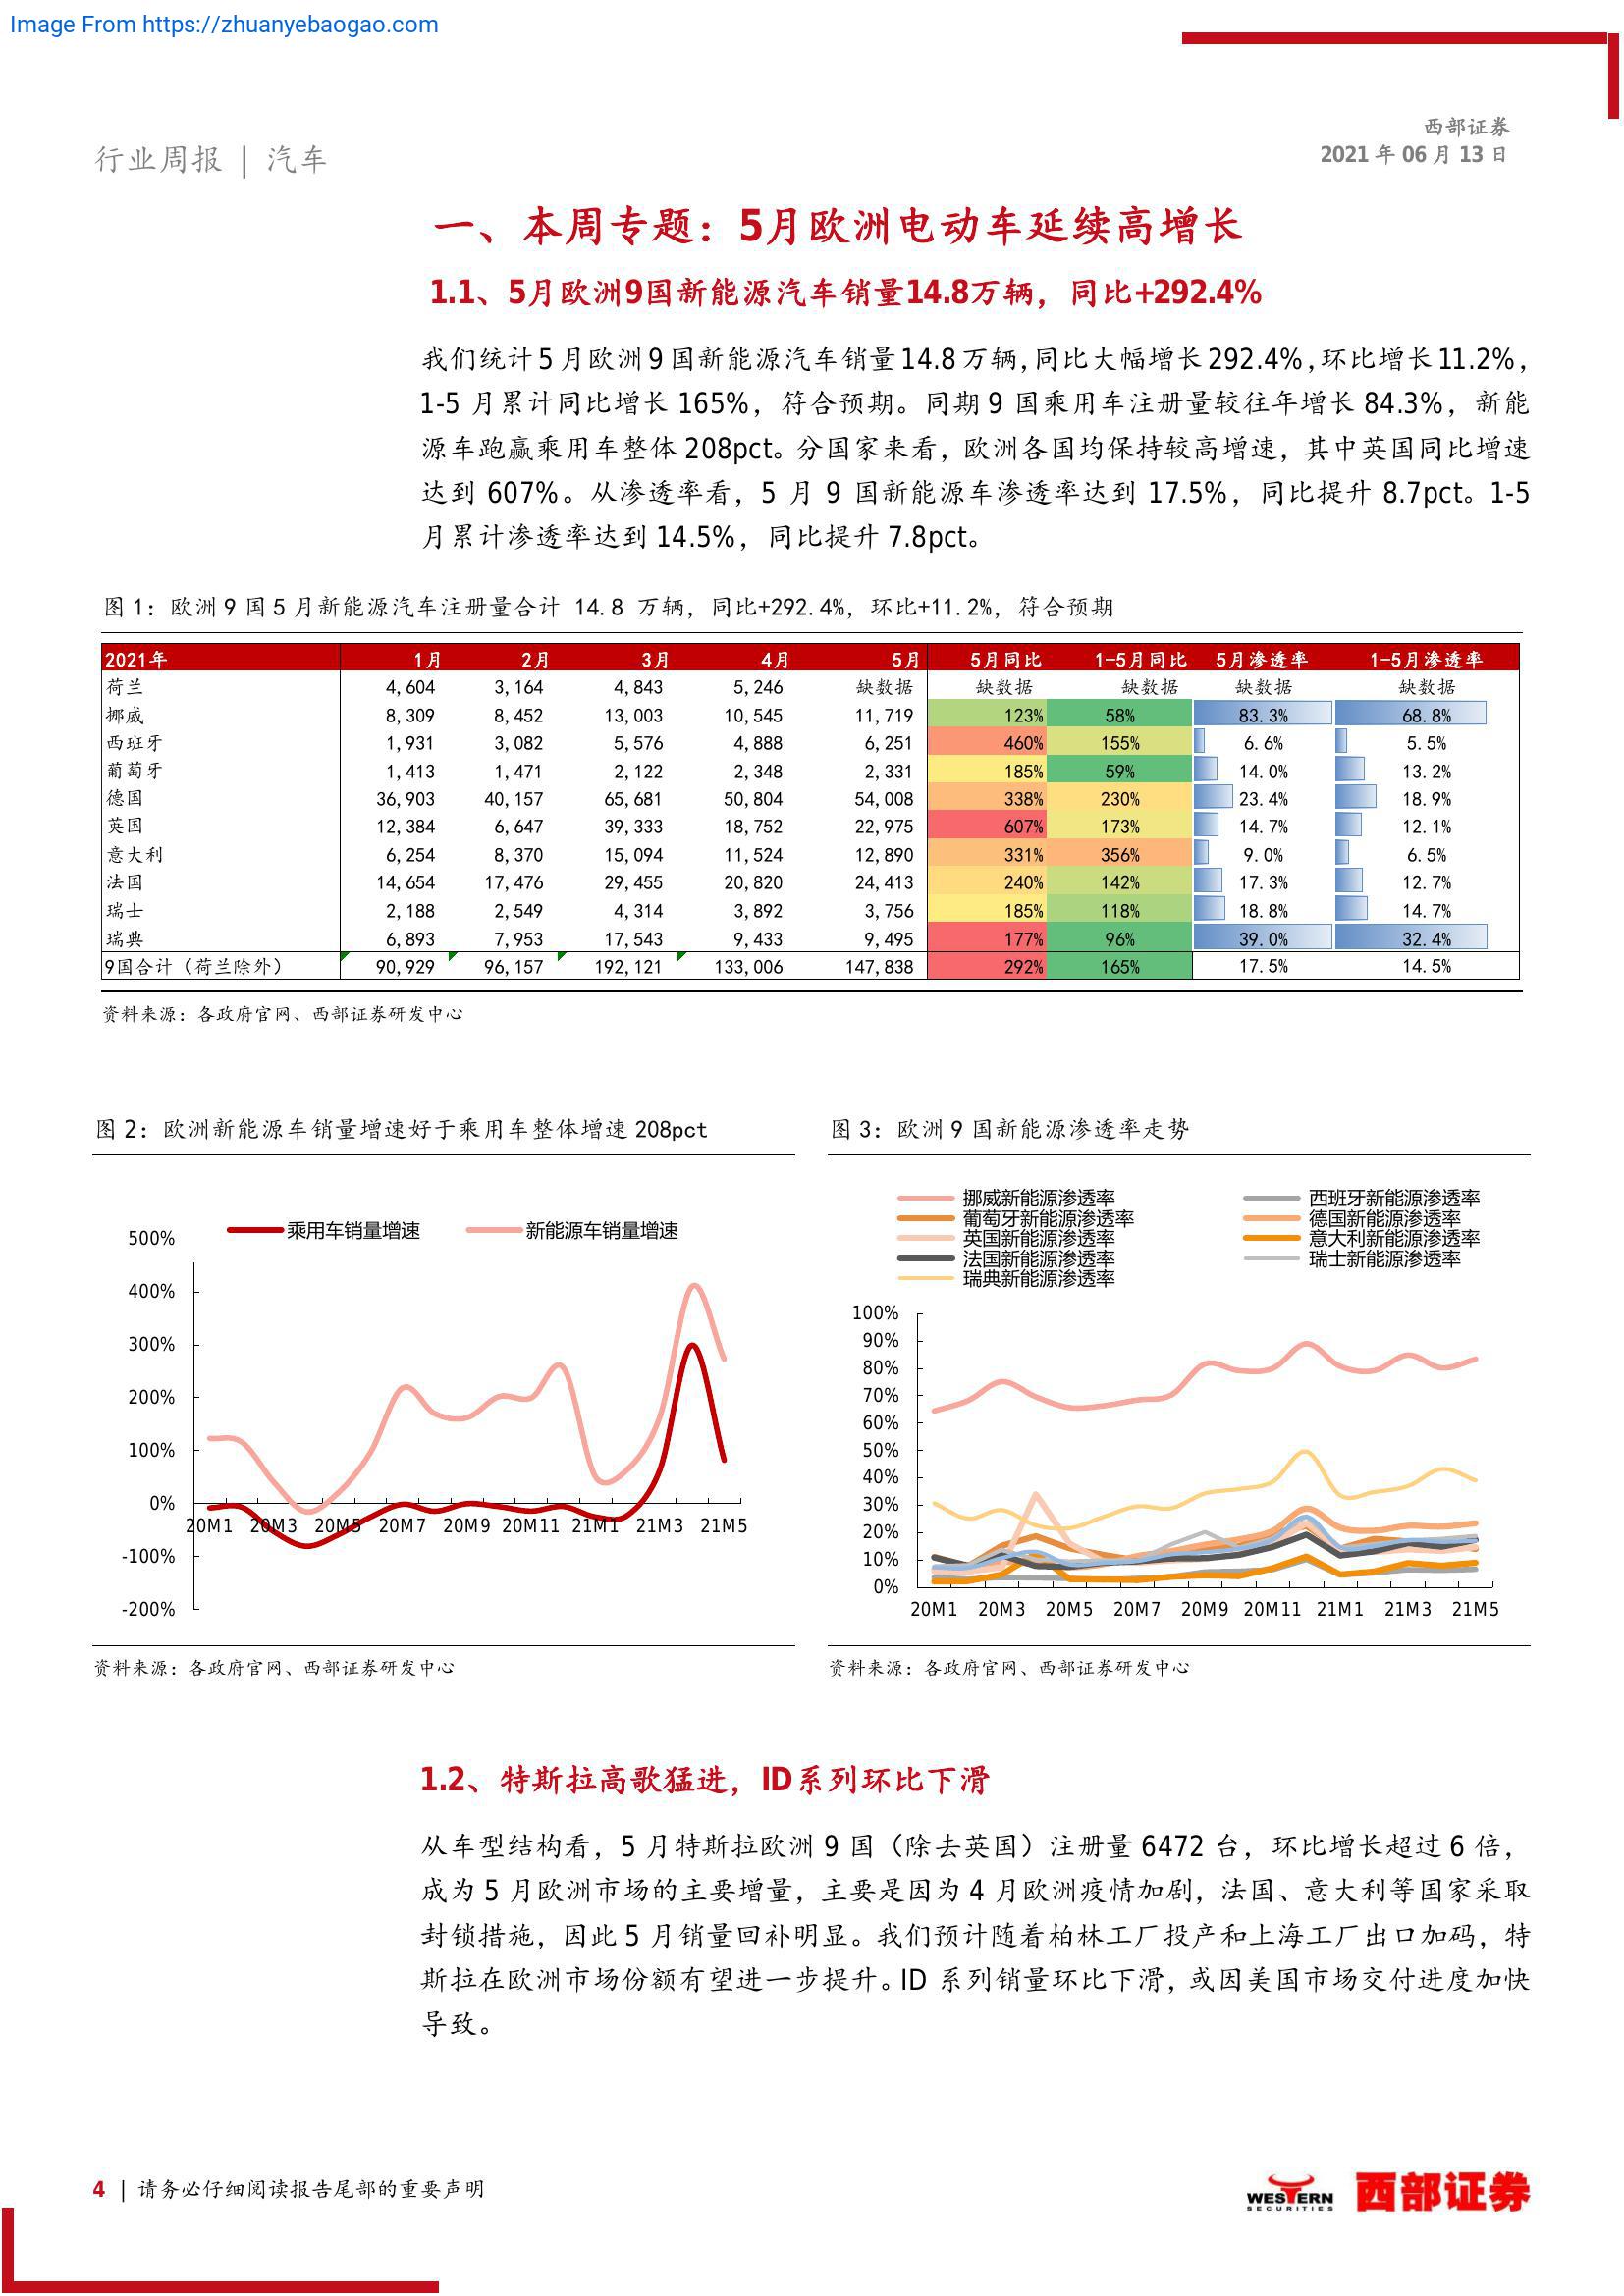 Image From https://zhuanyebaogao.com
西部证券
行业周报 | 汽车
2021 年 06 月 13 日
一、本周专题：5月欧洲电动车延续高增长
1.1、5月欧洲9国新能源汽车销量14.8万辆，同比+292.4%
我们统计 5 月欧洲 9 国新能源汽车销量 14.8 万辆，同比大幅增长 292.4%，环比增长 11.2%，
1-5 月累计同比增长 165%，符合预期。同期 9 国乘用车注册量较往年增长 84.3%，新能
源车跑赢乘用车整体 208pct。分国家来看，欧洲各国均保持较高增速，其中英国同比增速
达到 607%。从渗透率看，5 月 9 国新能源车渗透率达到 17.5%，同比提升 8.7pct。1-5
月累计渗透率达到 14.5%，同比提升 7.8pct。
图 1：欧洲 9 国 5 月新能源汽车注册量合计 14.8 万辆，同比+292.4%，环比+11.2%，符合预期
2021年 1月 2月 3月 4月 5月 5月同比 1-5月同比 5月渗透率 1-5月渗透率
荷兰 4,604 3,164 4,843 5,246 缺数据 缺数据 缺数据 缺数据 缺数据
挪威 8,309 8,452 13,003 10,545 11,719 123% 58% 83.3% 68.8%
西班牙 1,931 3,082 5,576 4,888 6,251 460% 155% 6.6% 5.5%
葡萄牙 1,413 1,471 2,122 2,348 2,331 185% 59% 14.0% 13.2%
德国 36,903 40,157 65,681 50,804 54,008 338% 230% 23.4% 18.9%
英国 12,384 6,647 39,333 18,752 22,975 607% 173% 14.7% 12.1%
意大利 6,254 8,370 15,094 11,524 12,890 331% 356% 9.0% 6.5%
法国 14,654 17,476 29,455 20,820 24,413 240% 142% 17.3% 12.7%
瑞士 2,188 2,549 4,314 3,892 3,756 185% 118% 18.8% 14.7%
瑞典 6,893 7,953 17,543 9,433 9,495 177% 96% 39.0% 32.4%
9国合计（荷兰除外） 90,929 96,157 192,121 133,006 147,838 292% 165% 17.5% 14.5%
资料来源：各政府官网、西部证券研发中心
图 2：欧洲新能源车销量增速好于乘用车整体增速 208pct
乘用车销量增速 新能源车销量增速
500%
400%
300%
200%
100%
0%
-100%
-200%
20M1 20M3 20M5 20M7 20M9 20M11 21M1 21M3 21M5
资料来源：各政府官网、西部证券研发中心
图 3：欧洲 9 国新能源渗透率走势
挪威新能源渗透率 西班牙新能源渗透率
葡萄牙新能源渗透率 德国新能源渗透率
英国新能源渗透率 意大利新能源渗透率
法国新能源渗透率 瑞士新能源渗透率
瑞典新能源渗透率
100%
90%
80%
70%
60%
50%
40%
30%
20%
10%
0%
20M1 20M3 20M5 20M7 20M9 20M11 21M1 21M3 21M5
资料来源：各政府官网、西部证券研发中心
1.2、特斯拉高歌猛进，ID系列环比下滑
从车型结构看，5 月特斯拉欧洲 9 国（除去英国）注册量 6472 台，环比增长超过 6 倍，
成为 5 月欧洲市场的主要增量，主要是因为 4 月欧洲疫情加剧，法国、意大利等国家采取
封锁措施，因此 5 月销量回补明显。我们预计随着柏林工厂投产和上海工厂出口加码，特
斯拉在欧洲市场份额有望进一步提升。ID 系列销量环比下滑，或因美国市场交付进度加快
导致。
4 | 请务必仔细阅读报告尾部的重要声明
WESTERN
SECURITIES
西部证券